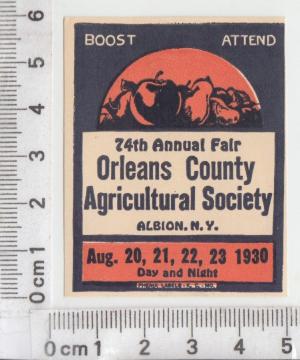 BOOST ATTEND
74th Annual Fair
Orleans County
Agricultural Society
ALBION, N.Y.
Aug. 20, 21, 22, 23 1930
Day and Night
6
5
4
3
2
1
0 cm
0 cm 1 2 3 4 5